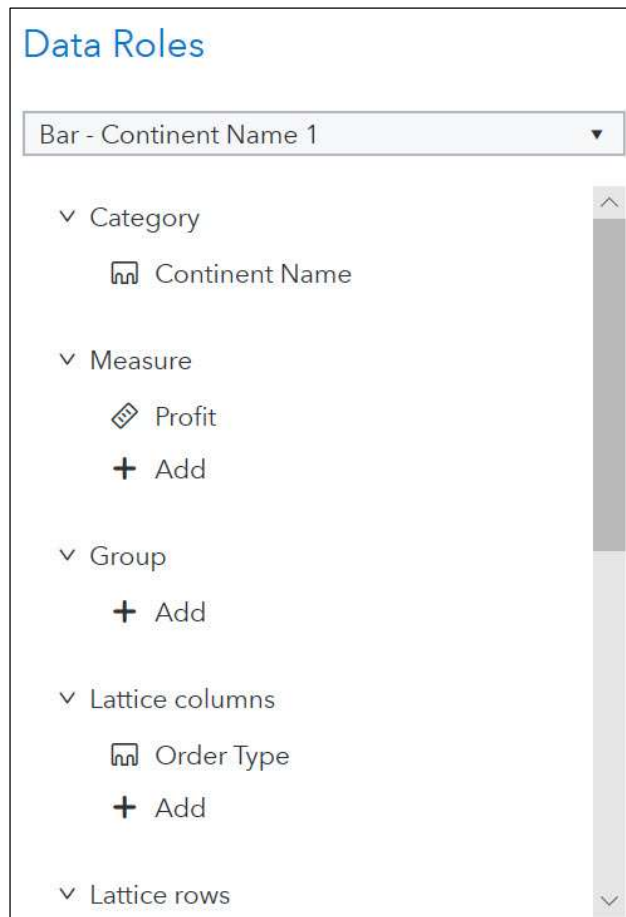 Data Roles
Bar - Continent Name 1
Category
Continent Name
Measure
Profit
Add
Group
Add
Lattice columns
Order Type
Add
Lattice rows